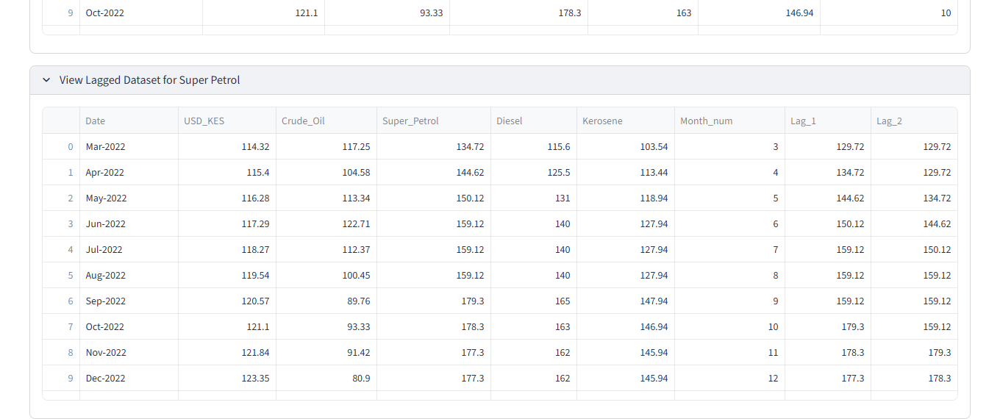 9 Oct-2022 121.1 93.33 178.3 163 146.94 10
View Lagged Dataset for Super Petrol
Date USD_KES Crude_Oil Super_Petrol Diesel Kerosene Month_num Lag_1 Lag_2
0 Mar-2022 114.32 117.25 134.72 115.6 103.54 3 129.72 129.72
1 Apr-2022 115.4 104.58 144.62 125.5 113.44 4 134.72 129.72
2 May-2022 116.28 113.34 150.12 131 118.94 5 144.62 134.72
3 Jun-2022 117.29 122.71 159.12 140 127.94 6 150.12 144.62
4 Jul-2022 118.27 112.37 159.12 140 127.94 7 159.12 150.12
5 Aug-2022 119.54 100.45 159.12 140 127.94 8 159.12 159.12
6 Sep-2022 120.57 89.76 179.3 165 147.94 9 159.12 159.12
7 Oct-2022 121.1 93.33 178.3 163 146.94 10 179.3 159.12
8 Nov-2022 121.84 91.42 177.3 162 145.94 11 178.3 179.3
9 Dec-2022 123.35 80.9 177.3 162 145.94 12 177.3 178.3